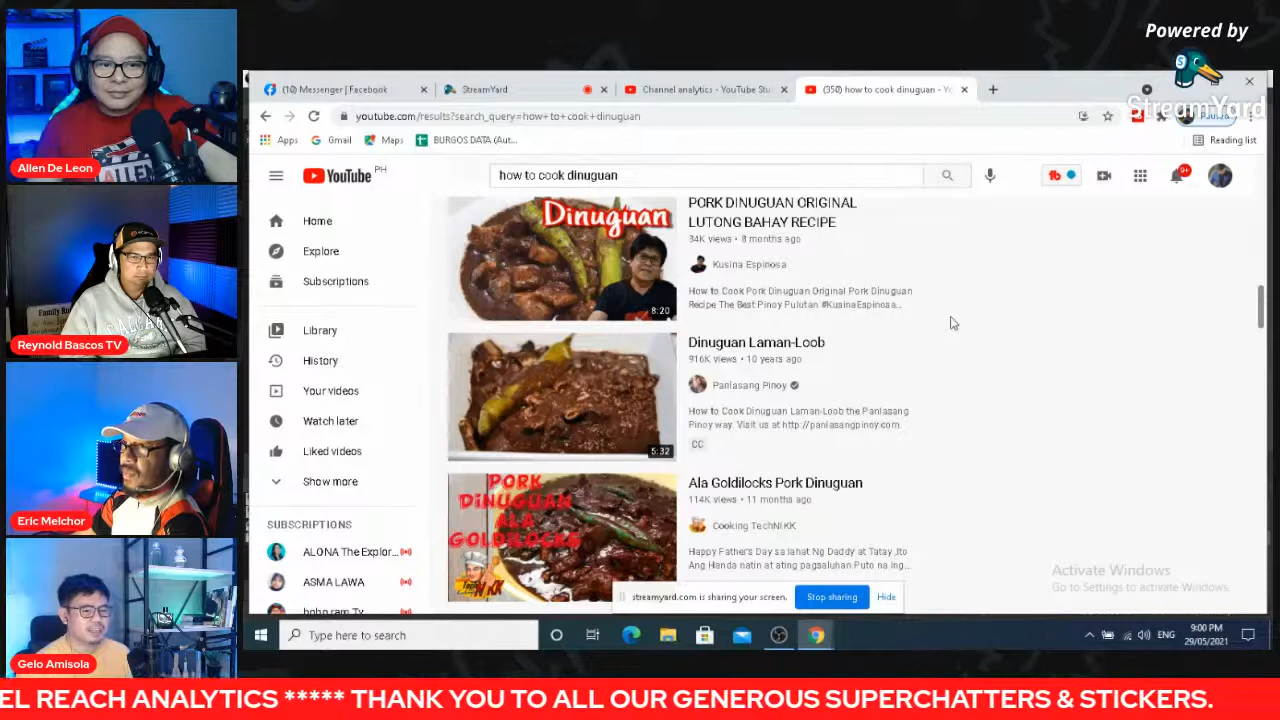 Powered by
StreamYard
Allen De Leon
Reynold Bascos TV
Eric Melchor
Gelo Amisola
(10) Messenger | Facebook
StreamYard
Channel analytics - YouTube Stu
(350) how to cook dinuguan - Yo
youtube.com/results?search_query=how+to+cook+dinuguan
Paused
Apps
Gmail
Maps
BURGOS DATA (Aut...
Reading list
YouTube PH
how to cook dinuguan
9+
Home
Explore
Subscriptions
Library
History
Your videos
Watch later
Liked videos
Show more
SUBSCRIPTIONS
ALONA The Explor...
ASMA LAWA
Dinuguan
8:20
PORK DINUGUAN ORIGINAL
LUTONG BAHAY RECIPE
34K views • 8 months ago
Kusina Espinosa
How to Cook Pork Dinuguan Original Pork Dinuguan
Recipe The Best Pinoy Pulutan #KusinaEspinosa...
5:32
Dinuguan Laman-Loob
916K views • 10 years ago
Panlasang Pinoy
How to Cook Dinuguan Laman-Loob the Panlasang
Pinoy way. Visit us at http://panlasangpinoy.com.
CC
PORK
DINUGUAN
ALA
GOLDILOCKS
Ala Goldilocks Pork Dinuguan
114K views • 11 months ago
Cooking TechNiKK
Happy Father's Day sa lahat Ng Daddy at Tatay ,Ito
Ang Handa natin at ating pagsaluhan Puto na ing...
streamyard.com is sharing your screen.
Stop sharing
Hide
Activate Windows
Go to Settings to activate Windows.
Type here to search
ENG
9:00 PM
29/05/2021
EL REACH ANALYTICS ***** THANK YOU TO ALL OUR GENEROUS SUPERCHATTERS & STICKERS.